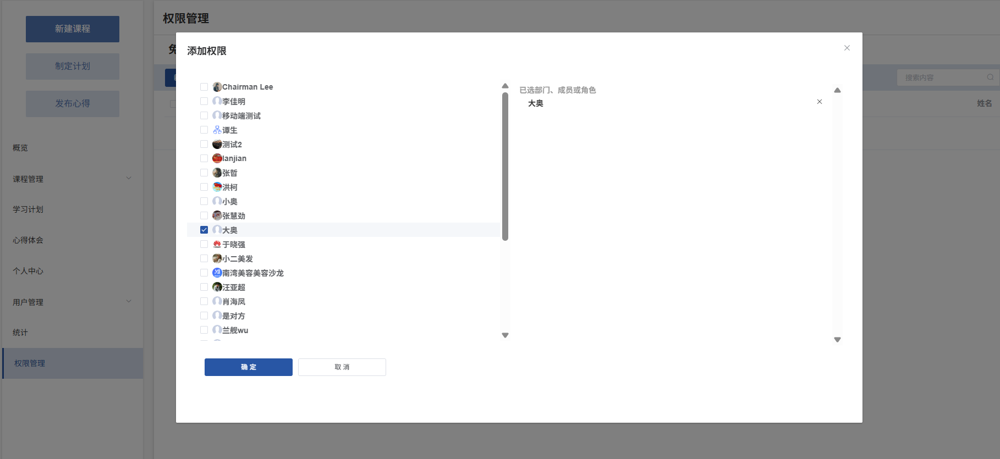 新建课程
制定计划
发布心得
概览
课程管理
学习计划
心得体会
个人中心
用户管理
统计
权限管理
权限管理
免
搜索内容
姓名
添加权限
Chairman Lee
李佳明
移动端测试
谭生
测试2
lanjian
张哲
洪柯
小奥
张慧劲
大奥
于晓强
小二美发
南湾美容美容沙龙
汪亚超
肖海凤
是对方
兰舰wu
已选部门、成员或角色
大奥
确 定
取 消